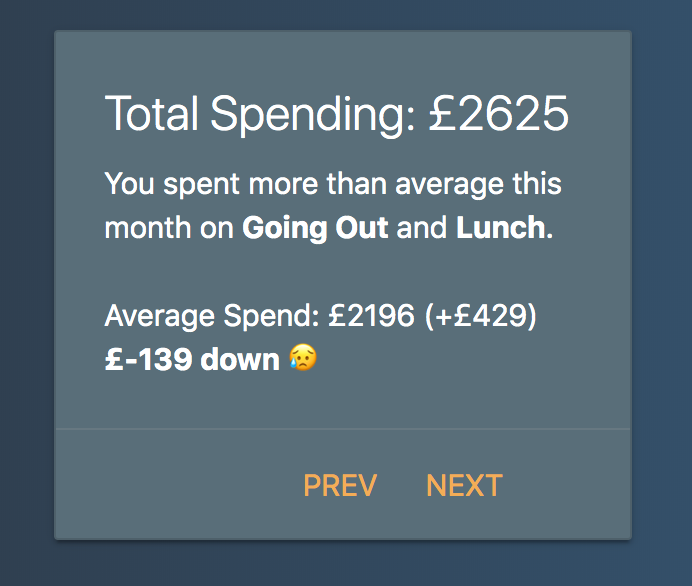 Total Spending: £2625
You spent more than average this
month on Going Out and Lunch.
Average Spend: £2196 (+£429)
£-139 down 😥
PREV NEXT